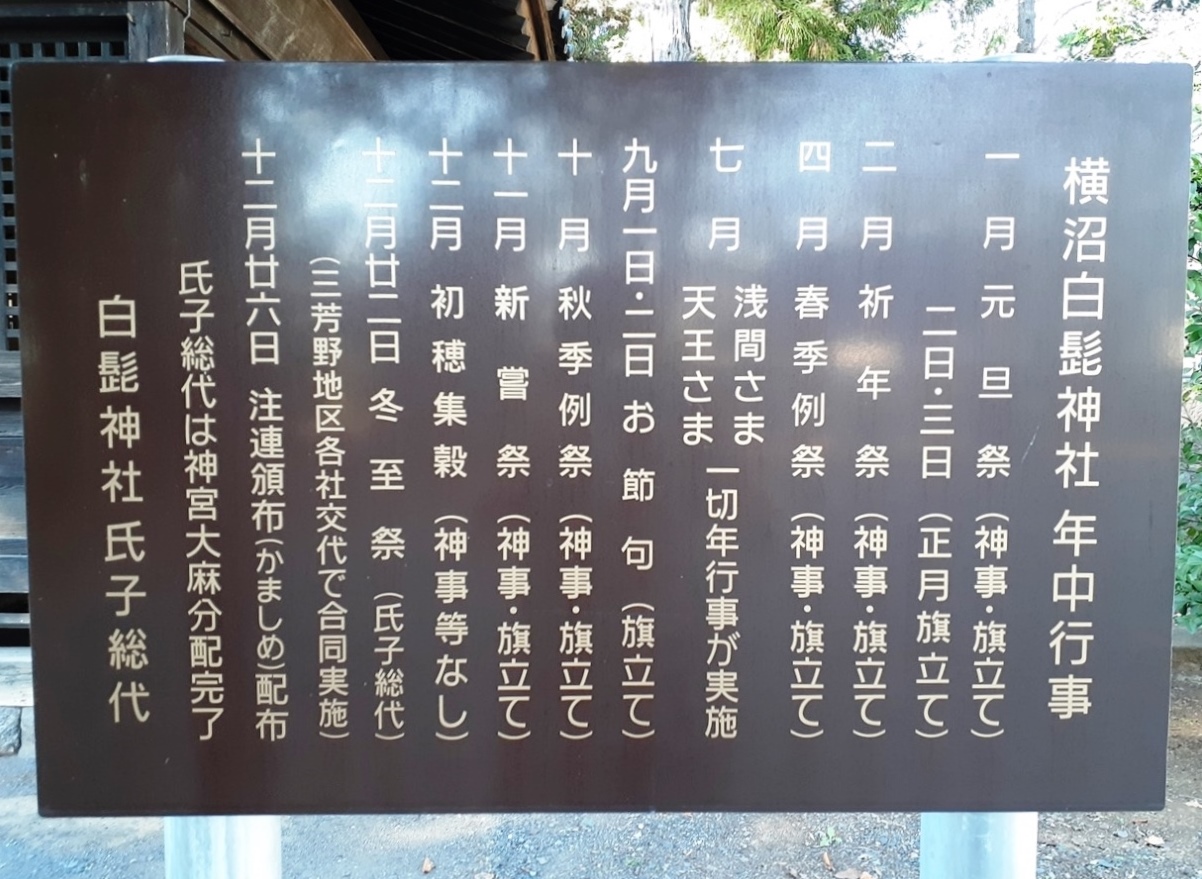 横沼白髭神社 年中行事
一月 元旦祭（神事・旗立て）
二日・三日（正月旗立て）
二月 祈年祭（神事・旗立て）
四月 春季例祭（神事・旗立て）
七月 浅間さま
天王さま
一切年行事が実施
九月一日・二日 お節句（旗立て）
十月 秋季例祭（神事・旗立て）
十一月 新嘗祭（神事・旗立て）
十二月 初穂集穀（神事等なし）
十二月廿二日 冬至祭（氏子総代）
（三芳野地区各社交代で合同実施）
十二月廿六日 注連頒布（かましめ）配布
氏子総代は神宮大麻分配完了
白髭神社氏子総代